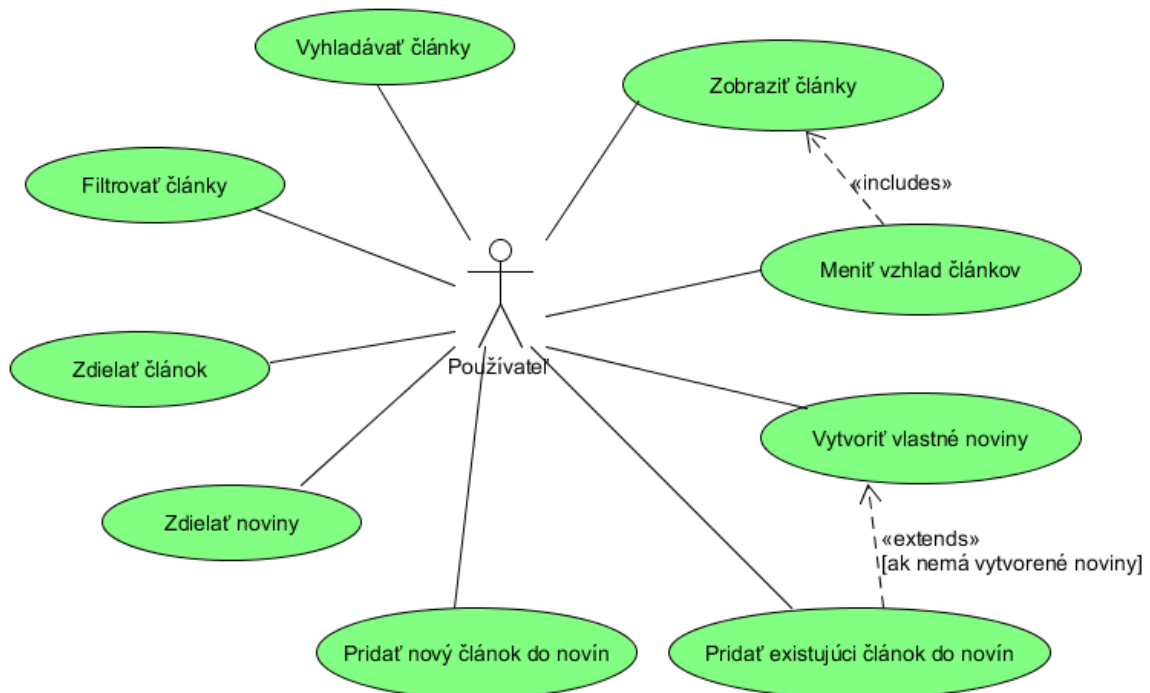 Vyhladávať články
Zobraziť články
Filtrovať články
«includes»
Meniť vzhlad článkov
Používateľ
Zdielať článok
Vytvoriť vlastné noviny
Zdielať noviny
«extends»
[ak nemá vytvorené noviny]
Pridať nový článok do novín
Pridať existujúci článok do novín